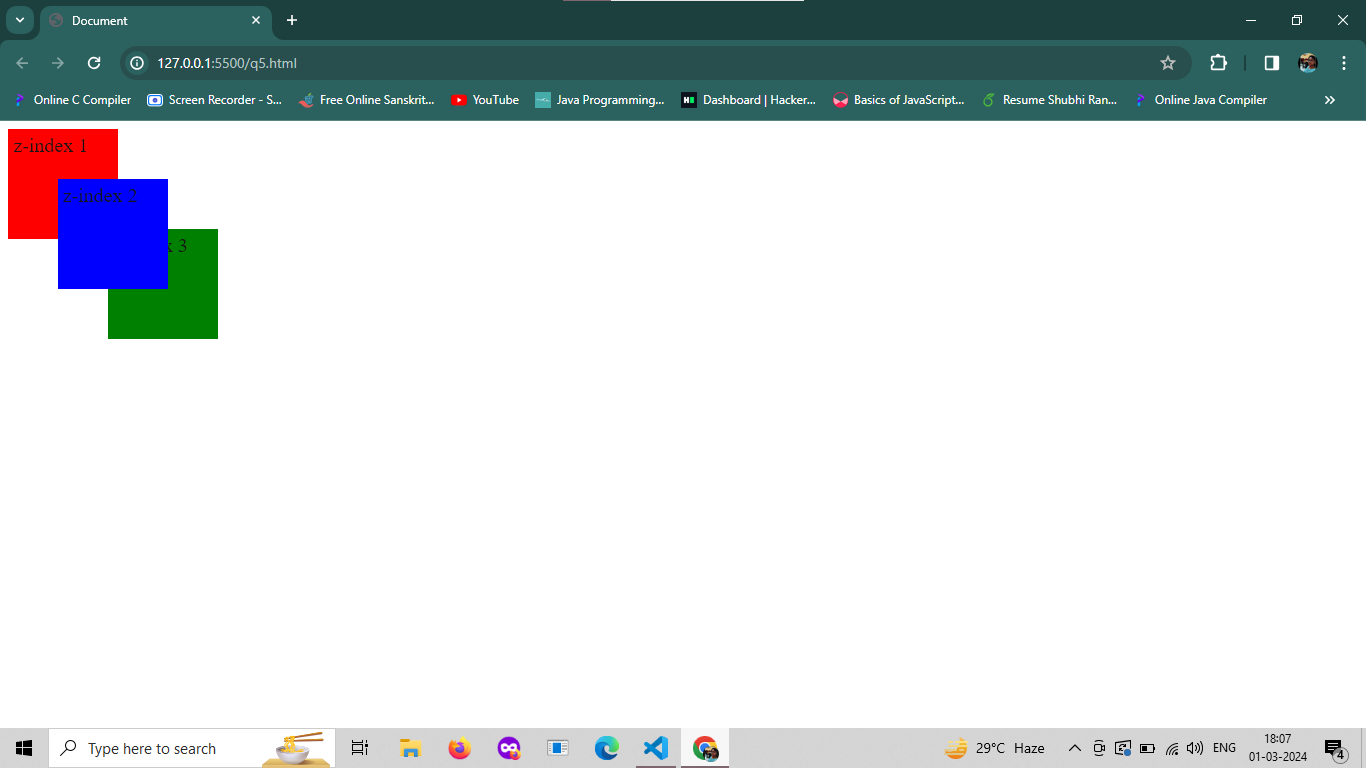 Document
127.0.0.1:5500/q5.html
Online C Compiler
Screen Recorder - S...
Free Online Sanskrit...
YouTube
Java Programming...
Dashboard | Hacker...
Basics of JavaScript...
Resume Shubhi Ran...
Online Java Compiler
z-index 1
z-index 2
x 3
Type here to search
29°C Haze
ENG
18:07
01-03-2024
4